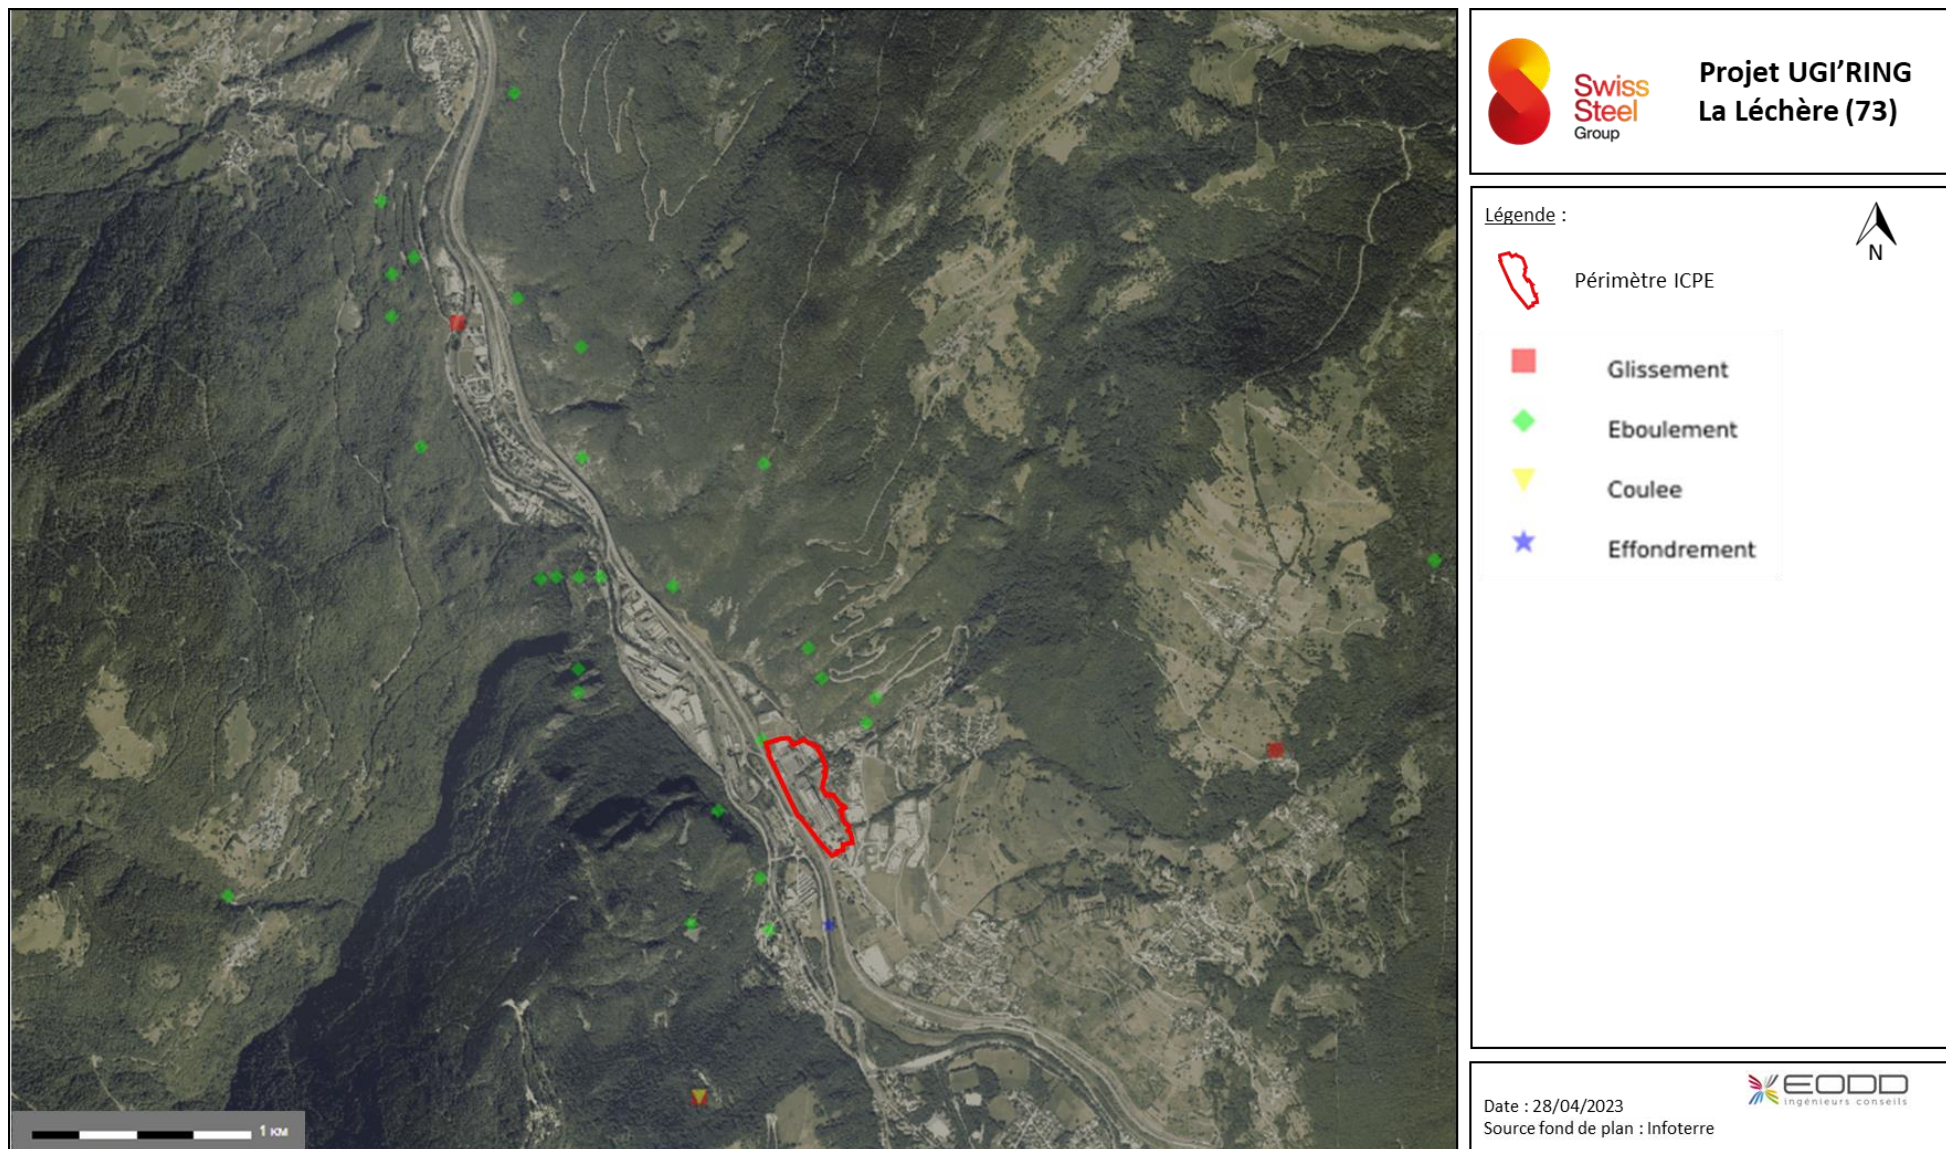 Swiss
Steel
Group
Projet UGI'RING
La Léchère (73)
Légende :
N
Périmètre ICPE
Glissement
Eboulement
Coulee
Effondrement
1 KM
Date : 28/04/2023
Source fond de plan : Infoterre
EODD
ingénieurs conseils